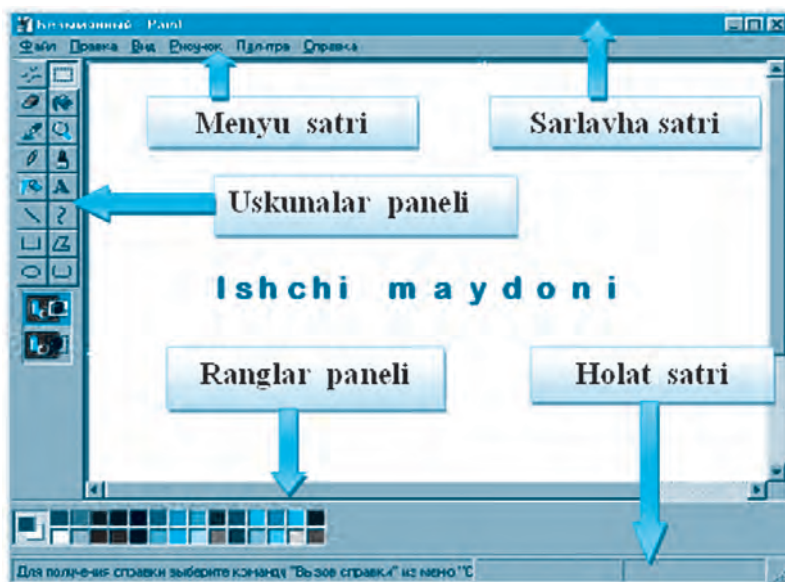 Безымянный - Paint
Файл Правка Вид Рисунок Палитра Справка
Menyu satri
Sarlavha satri
A
Uskunalar paneli
Ishchi maydoni
Ranglar paneli
Holat satri
Для получения справки выберите команду "Вызов справки" из меню "С